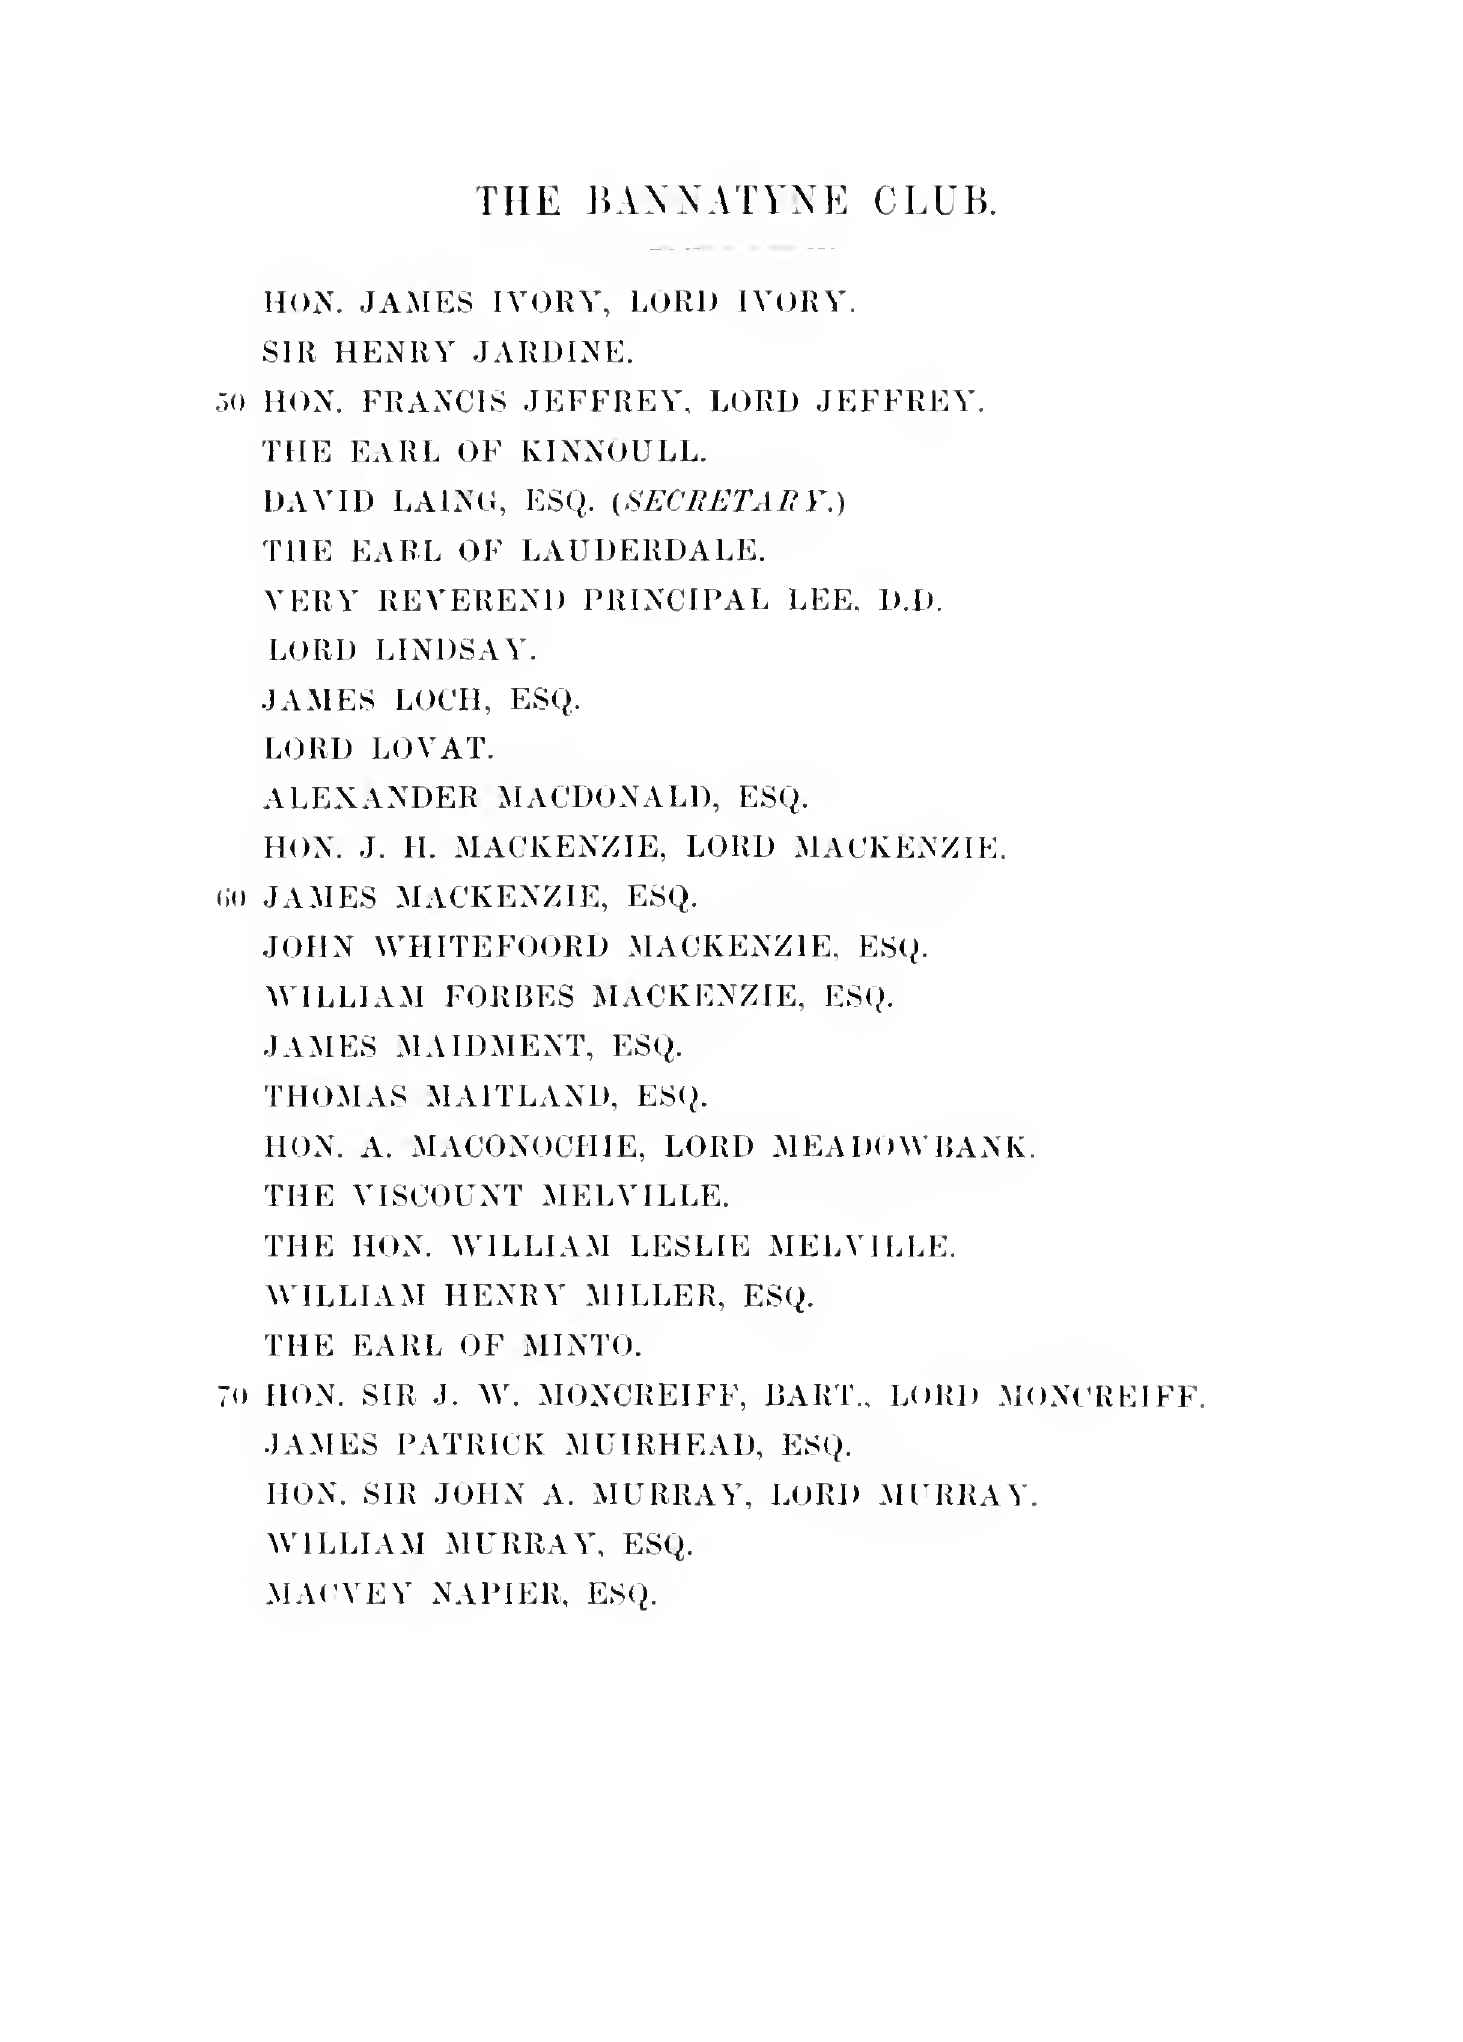 THE BANNATYNE CLUB.
HON. JAMES IVORY, LORD IVORY.
SIR HENRY JARDINE.
50 HON. FRANCIS JEFFREY, LORD JEFFREY.
THE EARL OF KINNOULL.
DAVID LAING, ESQ. (SECRETARY.)
THE EARL OF LAUDERDALE.
VERY REVEREND PRINCIPAL LEE, D.D.
LORD LINDSAY.
JAMES LOCH, ESQ.
LORD LOVAT.
ALEXANDER MACDONALD, ESQ.
HON. J. H. MACKENZIE, LORD MACKENZIE.
60 JAMES MACKENZIE, ESQ.
JOHN WHITEFOORD MACKENZIE, ESQ.
WILLIAM FORBES MACKENZIE, ESQ.
JAMES MAIDMENT, ESQ.
THOMAS MAITLAND, ESQ.
HON. A. MACONOCHIE, LORD MEADOWBANK.
THE VISCOUNT MELVILLE.
THE HON. WILLIAM LESLIE MELVILLE.
WILLIAM HENRY MILLER, ESQ.
THE EARL OF MINTO.
70 HON. SIR J. W. MONCREIFF, BART., LORD MONCREIFF.
JAMES PATRICK MUIRHEAD, ESQ.
HON. SIR JOHN A. MURRAY, LORD MURRAY.
WILLIAM MURRAY, ESQ.
MACVEY NAPIER, ESQ.